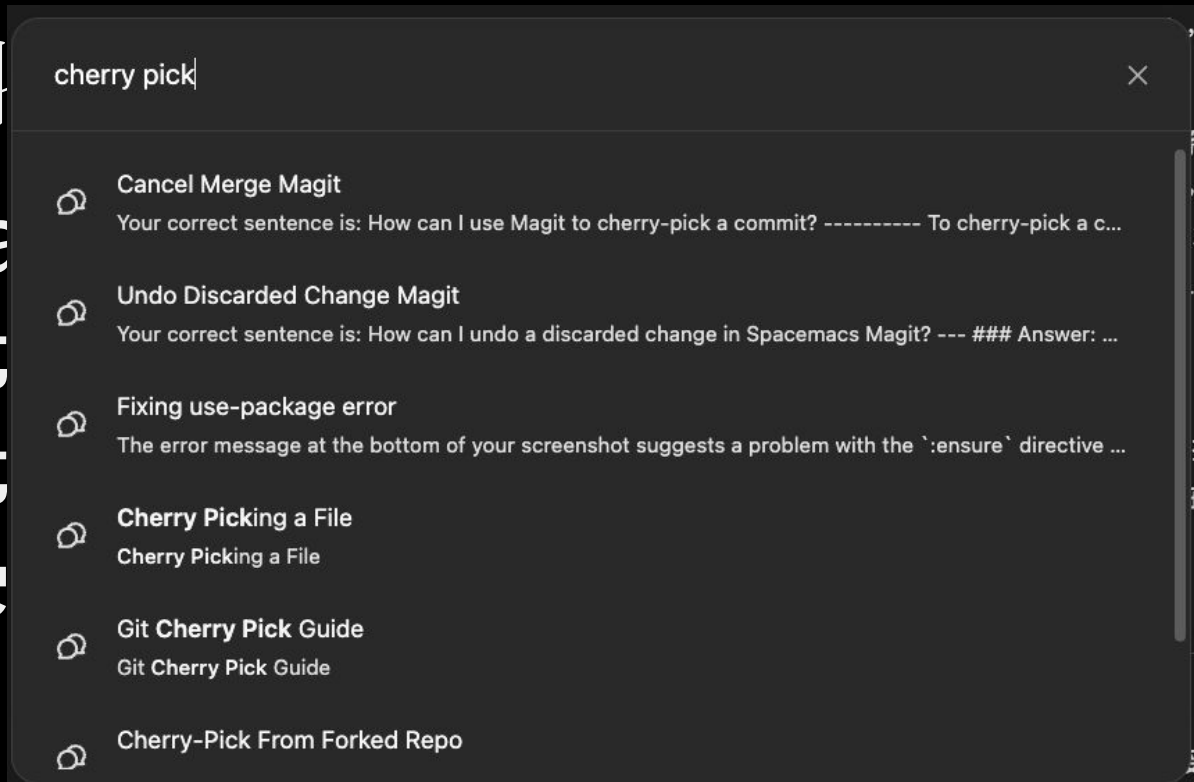 cherry pick
Cancel Merge Magit
Your correct sentence is: How can I use Magit to cherry-pick a commit? ---------- To cherry-pick a c...
Undo Discarded Change Magit
Your correct sentence is: How can I undo a discarded change in Spacemacs Magit? --- ### Answer: ...
Fixing use-package error
The error message at the bottom of your screenshot suggests a problem with the `:ensure` directive ...
Cherry Picking a File
Cherry Picking a File
Git Cherry Pick Guide
Git Cherry Pick Guide
Cherry-Pick From Forked Repo